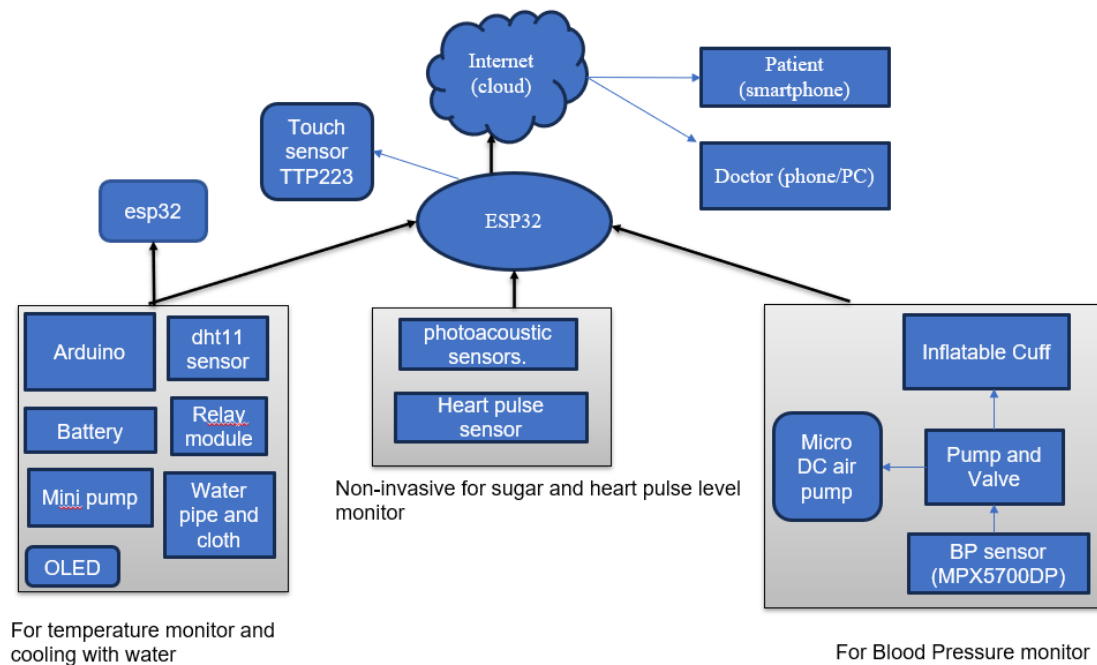 Internet
(cloud)
Patient
(smartphone)
Touch
sensor
TTP223
Doctor (phone/PC)
esp32
ESP32
Arduino
dht11
sensor
Battery
Relay
module
Mini pump
Water
pipe and
cloth
OLED
For temperature monitor and
cooling with water
photoacoustic
sensors.
Heart pulse
sensor
Non-invasive for sugar and heart pulse level
monitor
Inflatable Cuff
Micro
DC air
pump
Pump and
Valve
BP sensor
(MPX5700DP)
For Blood Pressure monitor